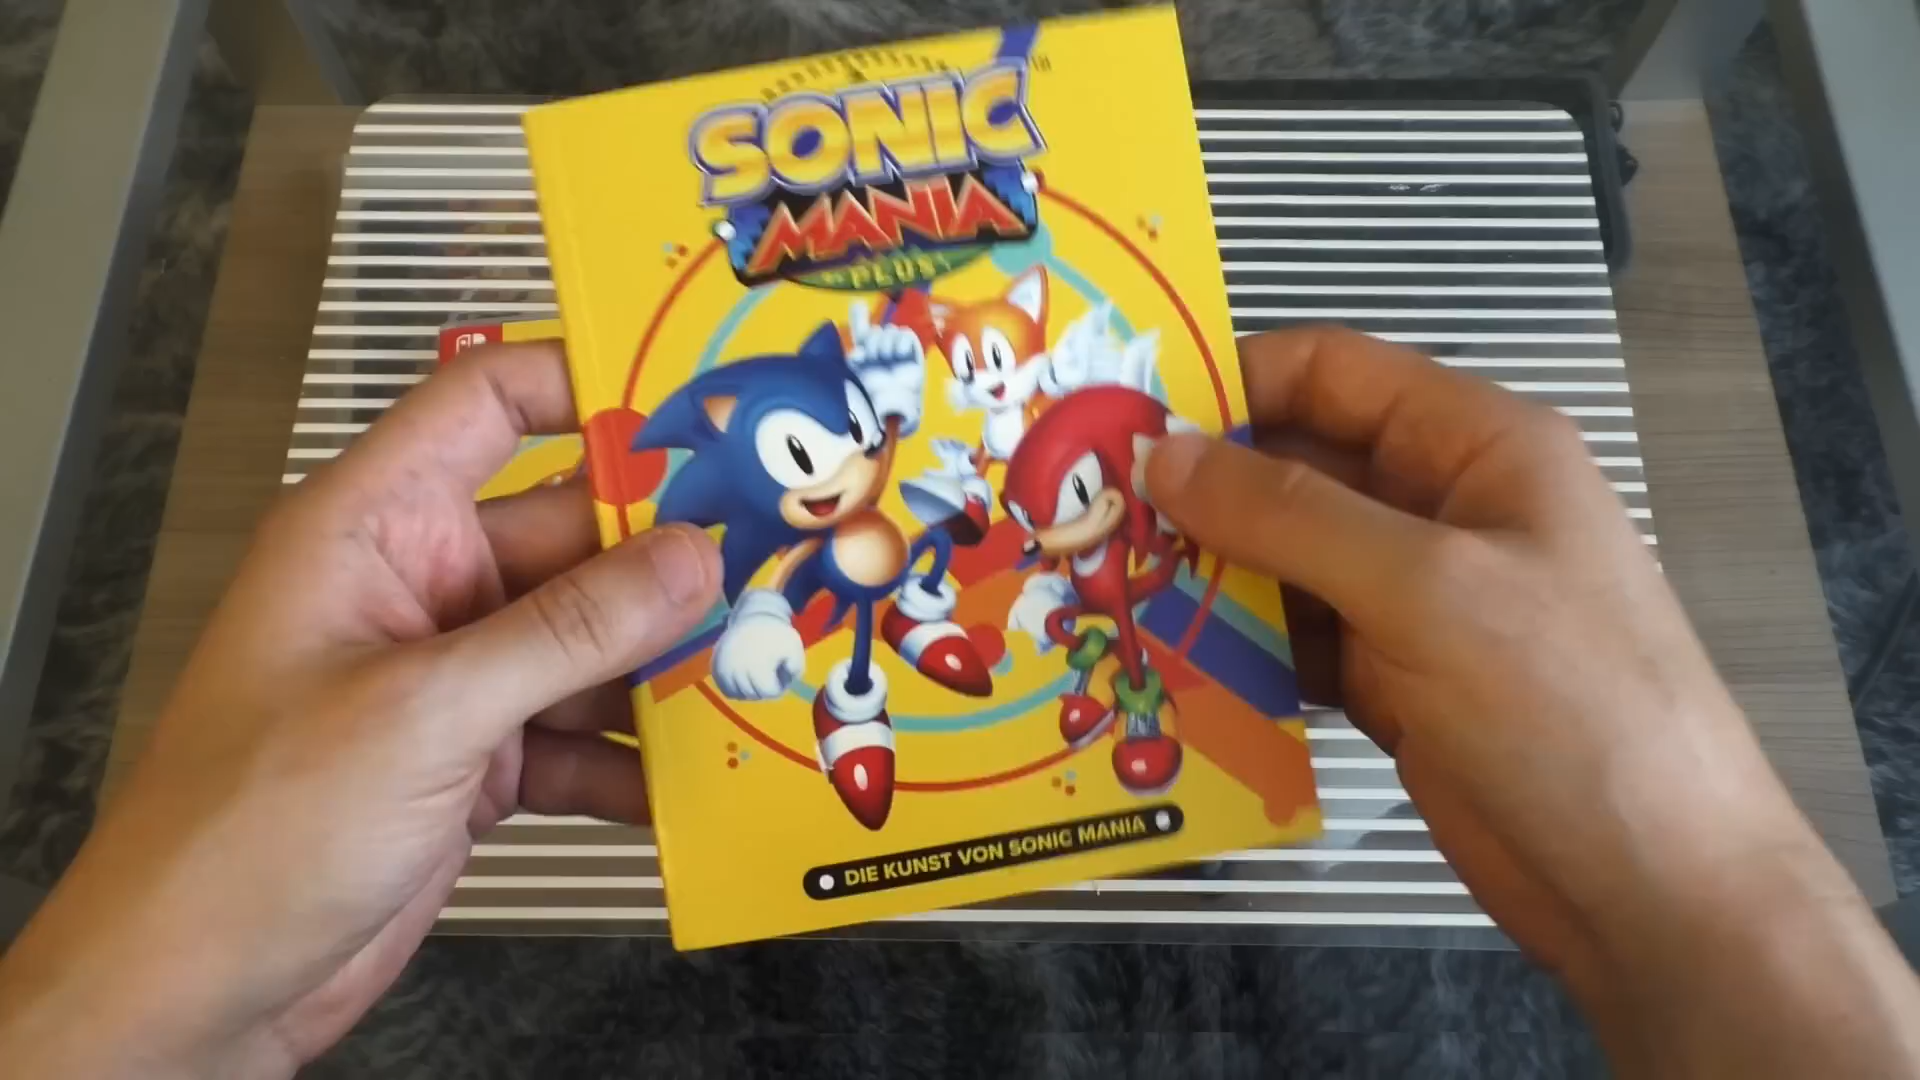 SONIC
MANIA
PLUS
DIE KUNST VON SONIC MANIA